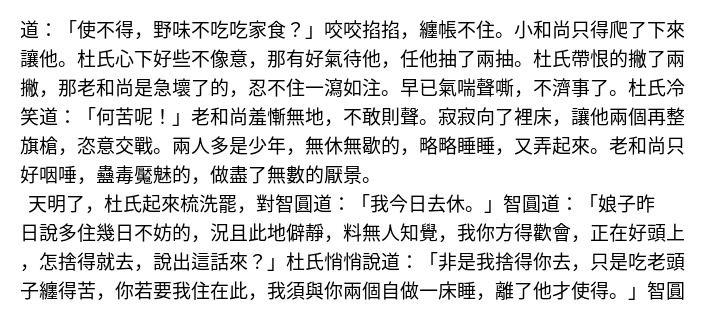 道：「使不得，野味不吃吃家食？」咬咬掐掐，纏帳不住。小和尚只得爬了下來
讓他。杜氏心下好些不像意，那有好氣待他，任他抽了兩抽。杜氏帶恨的撇了兩
撇，那老和尚是急壞了的，忍不住一瀉如注。早已氣喘聲嘶，不濟事了。杜氏冷
笑道：「何苦呢！」老和尚羞慚無地，不敢則聲。寂寂向了裡床，讓他兩個再整
旗槍，恣意交戰。兩人多是少年，無休無歇的，略略睡睡，又弄起來。老和尚只
好咽唾，蠱毒魘魅的，做盡了無數的厭景。
天明了，杜氏起來梳洗罷，對智圓道：「我今日去休。」智圓道：「娘子昨
日說多住幾日不妨的，況且此地僻靜，料無人知覺，我你方得歡會，正在好頭上
，怎捨得就去，說出這話來？」杜氏悄悄說道：「非是我捨得你去，只是吃老頭
子纏得苦，你若要我住在此，我須與你兩個自做一床睡，離了他才使得。」智圓